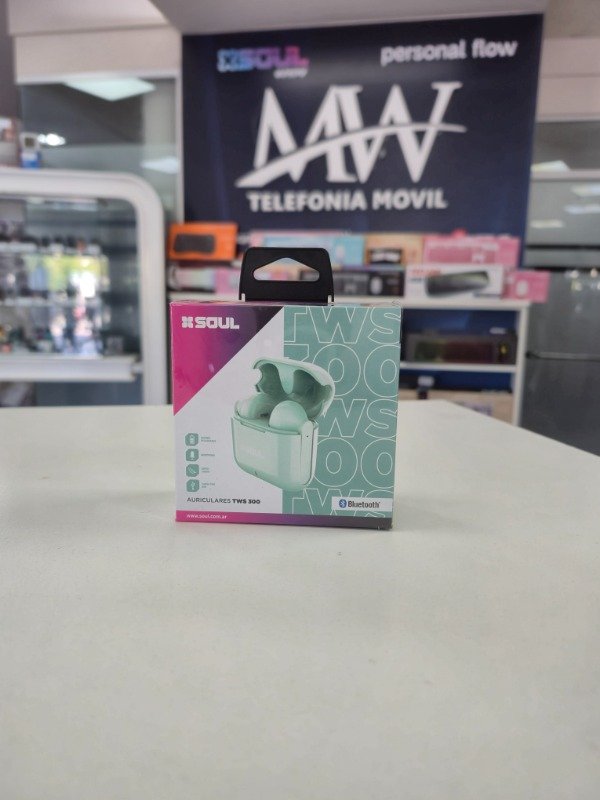 SOUL
personal flow
MW
TELEFONIA MOVIL
SOUL
TWS
300
TWS
300
TWS
AURICULARES TWS 300
Bluetooth
www.soul.com.ar